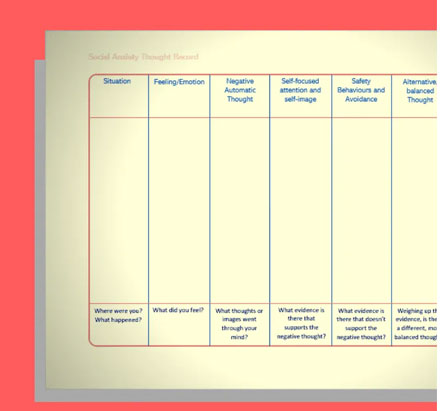 Social Anxiety Thought Record
Situation
Feeling/Emotion
Negative
Automatic
Thought
Self-focused
attention and
self-image
Safety
Behaviours and
Avoidance
Alternative/
balanced
Thought
Where were you?
What happened?
What did you feel?
What thoughts or
images went
through your
mind?
What evidence is
there that
supports the
negative thought?
What evidence is
there that doesn't
support the
negative thought?
Weighing up th
evidence, is the
a different, mo
balanced though